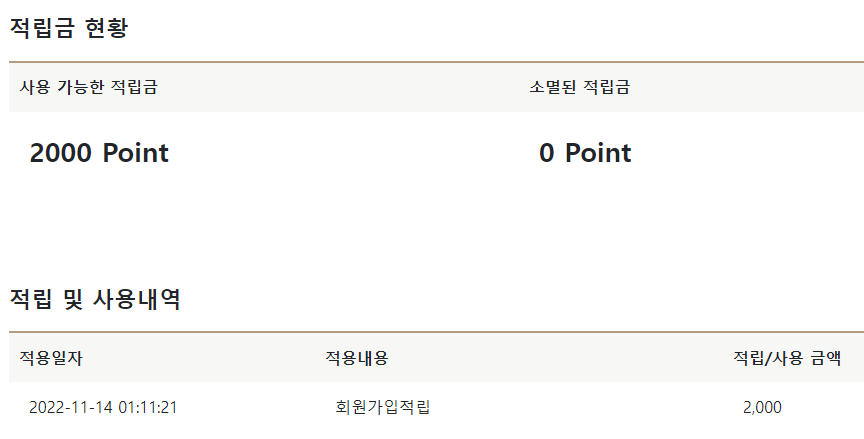 적립금 현황
사용 가능한 적립금 소멸된 적립금
2000 Point 0 Point
적립 및 사용내역
적용일자 적용내용 적립/사용 금액
2022-11-14 01:11:21 회원가입적립 2,000